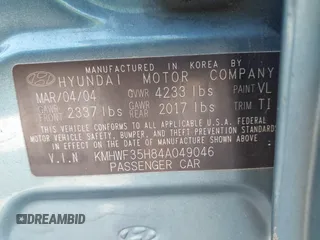 MANUFACTURED IN KOREA BY
HYUNDAI MOTOR COMPANY
MAR/04/04 GVWR 4233 lbs PAINT VL
GAWR FRONT 2337 lbs GAWR REAR 2017 lbs TRIM TI
THIS VEHICLE CONFORMS TO ALL APPLICABLE U.S. FEDERAL MOTOR VEHICLE
SAFETY, BUMPER, AND THEFT PREVENTION STANDARDS
IN EFFECT ON THE DATE OF MANUFACTURE SHOWN ABOVE.
V.I.N KMHWF35H84A049046
PASSENGER CAR
DREAMBID